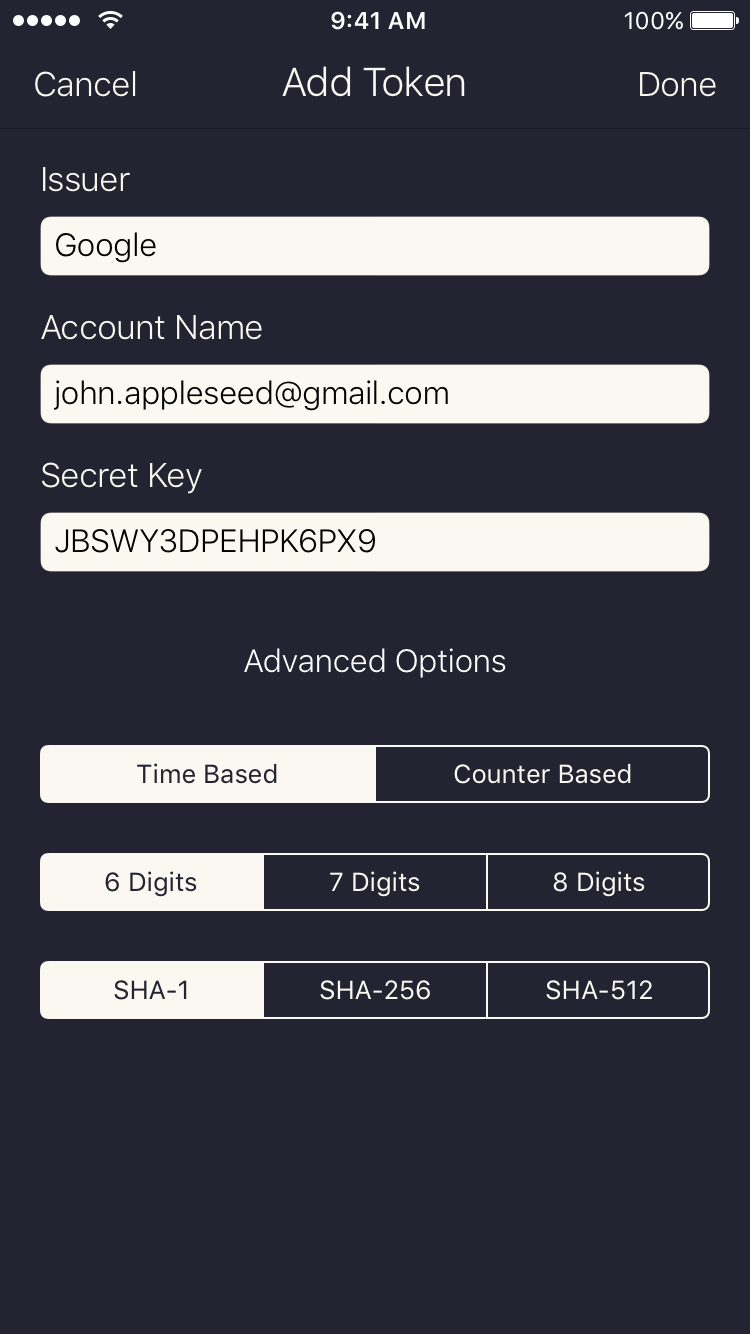 9:41 AM 100%
Cancel Add Token Done
Issuer
Google
Account Name
john.appleseed@gmail.com
Secret Key
JBSWY3DPEHPK6PX9
Advanced Options
Time Based Counter Based
6 Digits 7 Digits 8 Digits
SHA-1 SHA-256 SHA-512